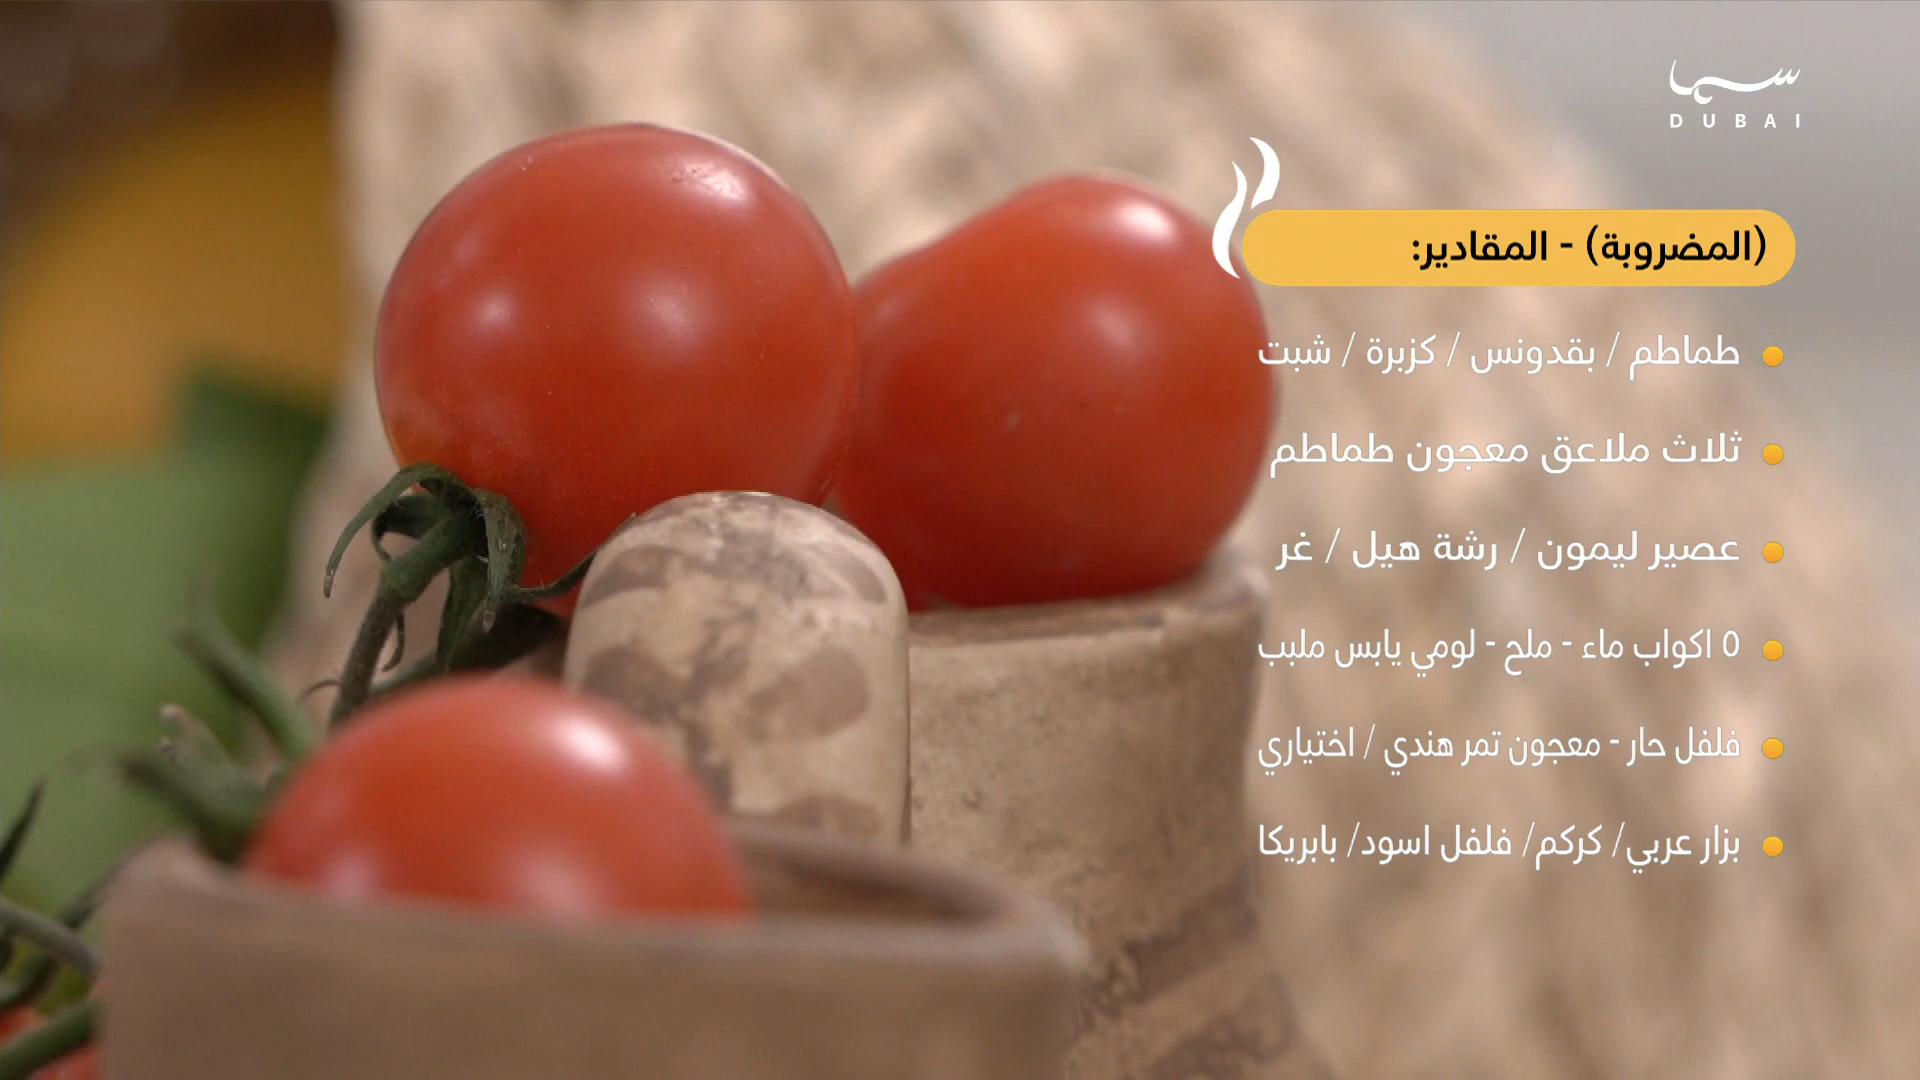 سما
DUBAI
(المضروبة) - المقادير:
طماطم / بقدونس / كزبرة / شبت
ثلاث ملاعق معجون طماطم
عصير ليمون / رشة هيل / غر
٥ اكواب ماء - ملح - لومي يابس ملبب
فلفل حار - معجون تمر هندي / اختياري
بزار عربي/ كركم/ فلفل اسود/ بابريكا